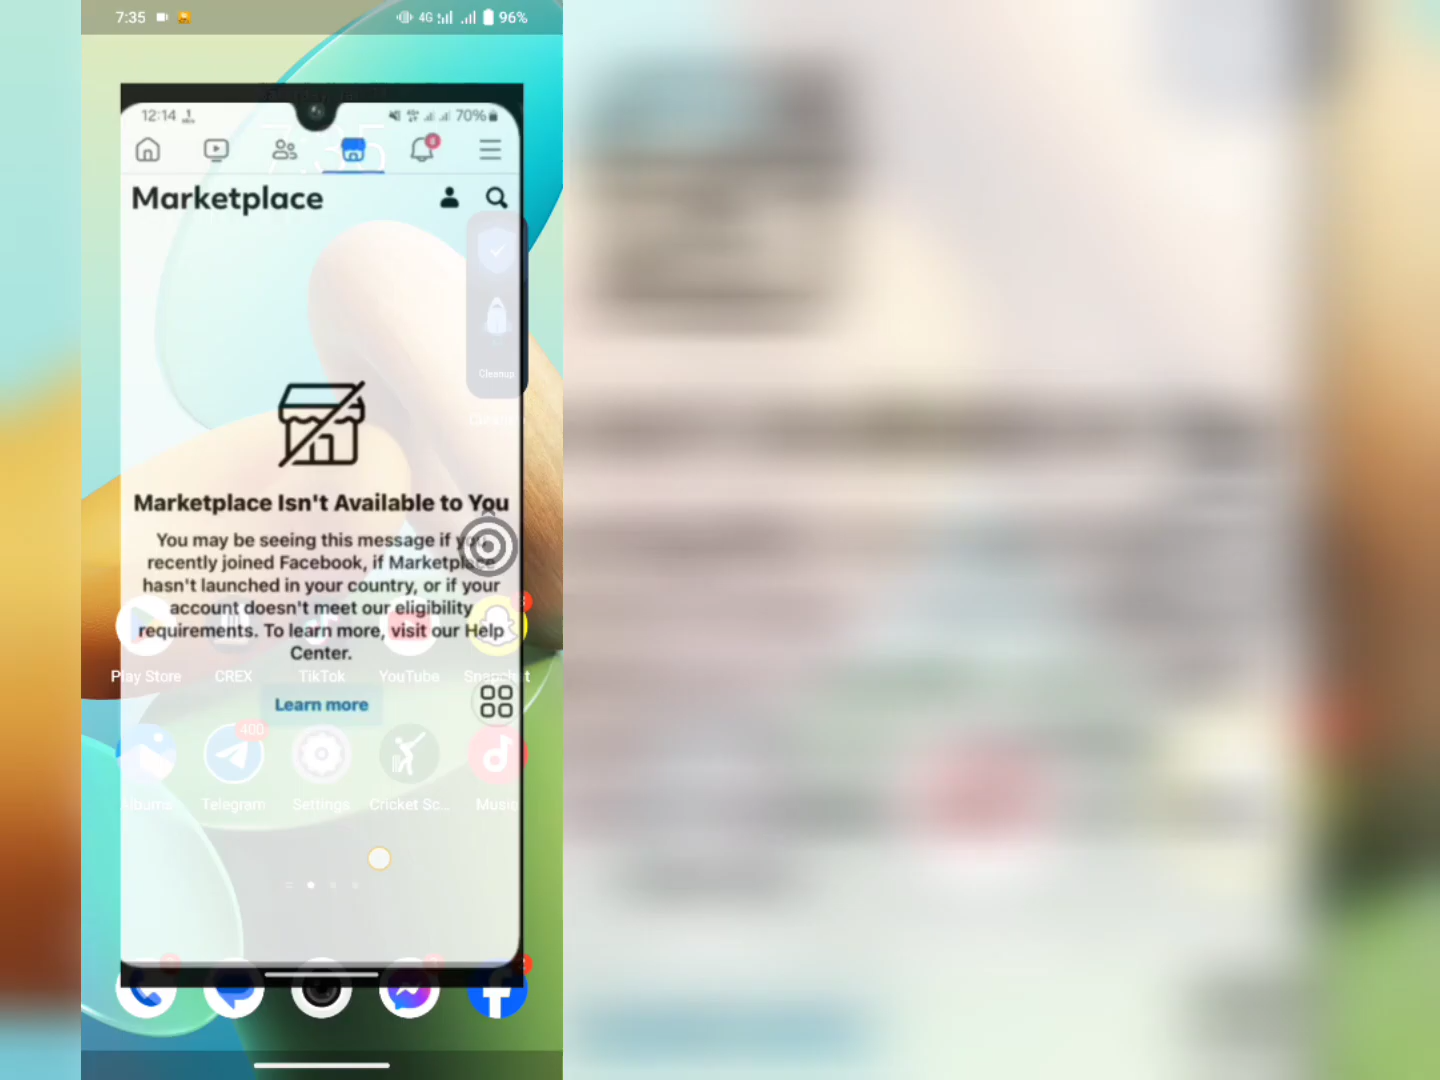 7:35 4G 96%
12:14 70%
Marketplace
Cleanup
Marketplace Isn't Available to You
You may be seeing this message if you
recently joined Facebook, if Marketplace
hasn't launched in your country, or if your
account doesn't meet our eligibility
requirements. To learn more, visit our Help
Center.
Play Store CREX TikTok YouTube Snapchat
Learn more
400
Albums Telegram Settings Cricket Sc... Music